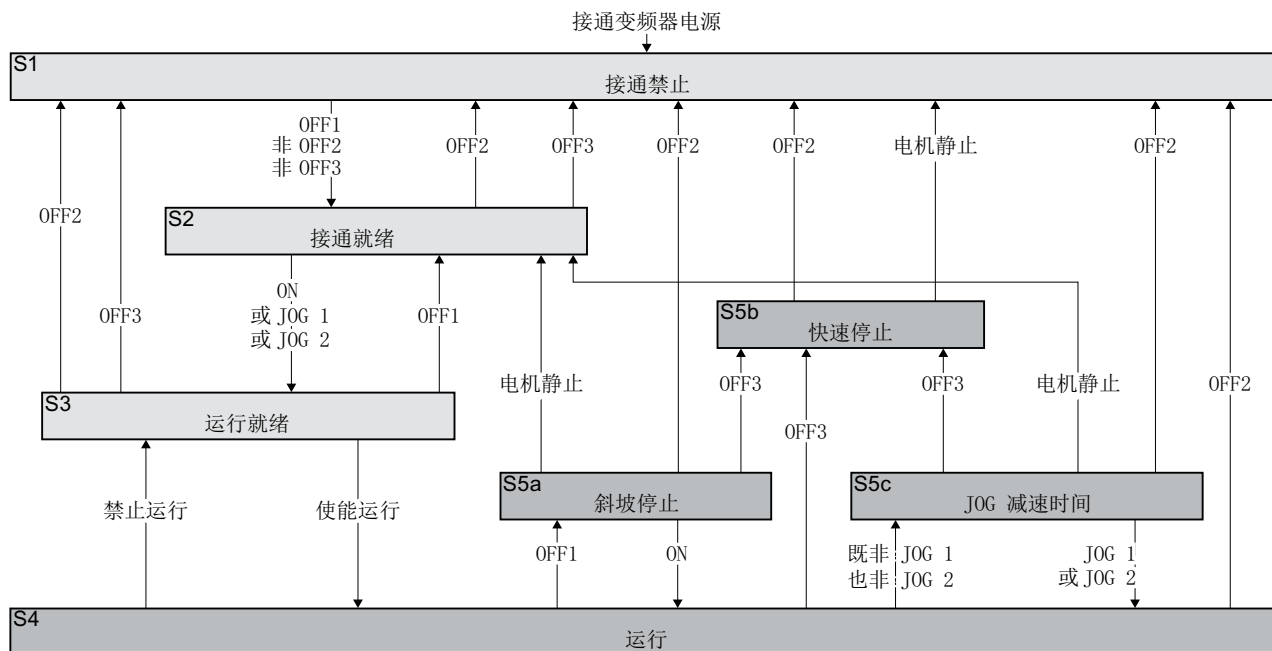 接通变频器电源
S1
接通禁止
OFF1
非 OFF2
非 OFF3
OFF2
OFF3
OFF2
OFF2
电机静止
OFF2
OFF2
S2
接通就绪
ON
或 JOG 1
或 JOG 2
OFF3
OFF1
S5b
快速停止
电机静止
OFF3
OFF3
电机静止
OFF2
S3
运行就绪
OFF3
S5a
斜坡停止
S5c
JOG 减速时间
禁止运行
使能运行
OFF1
ON
既非 JOG 1
也非 JOG 2
JOG 1
或 JOG 2
S4
运行